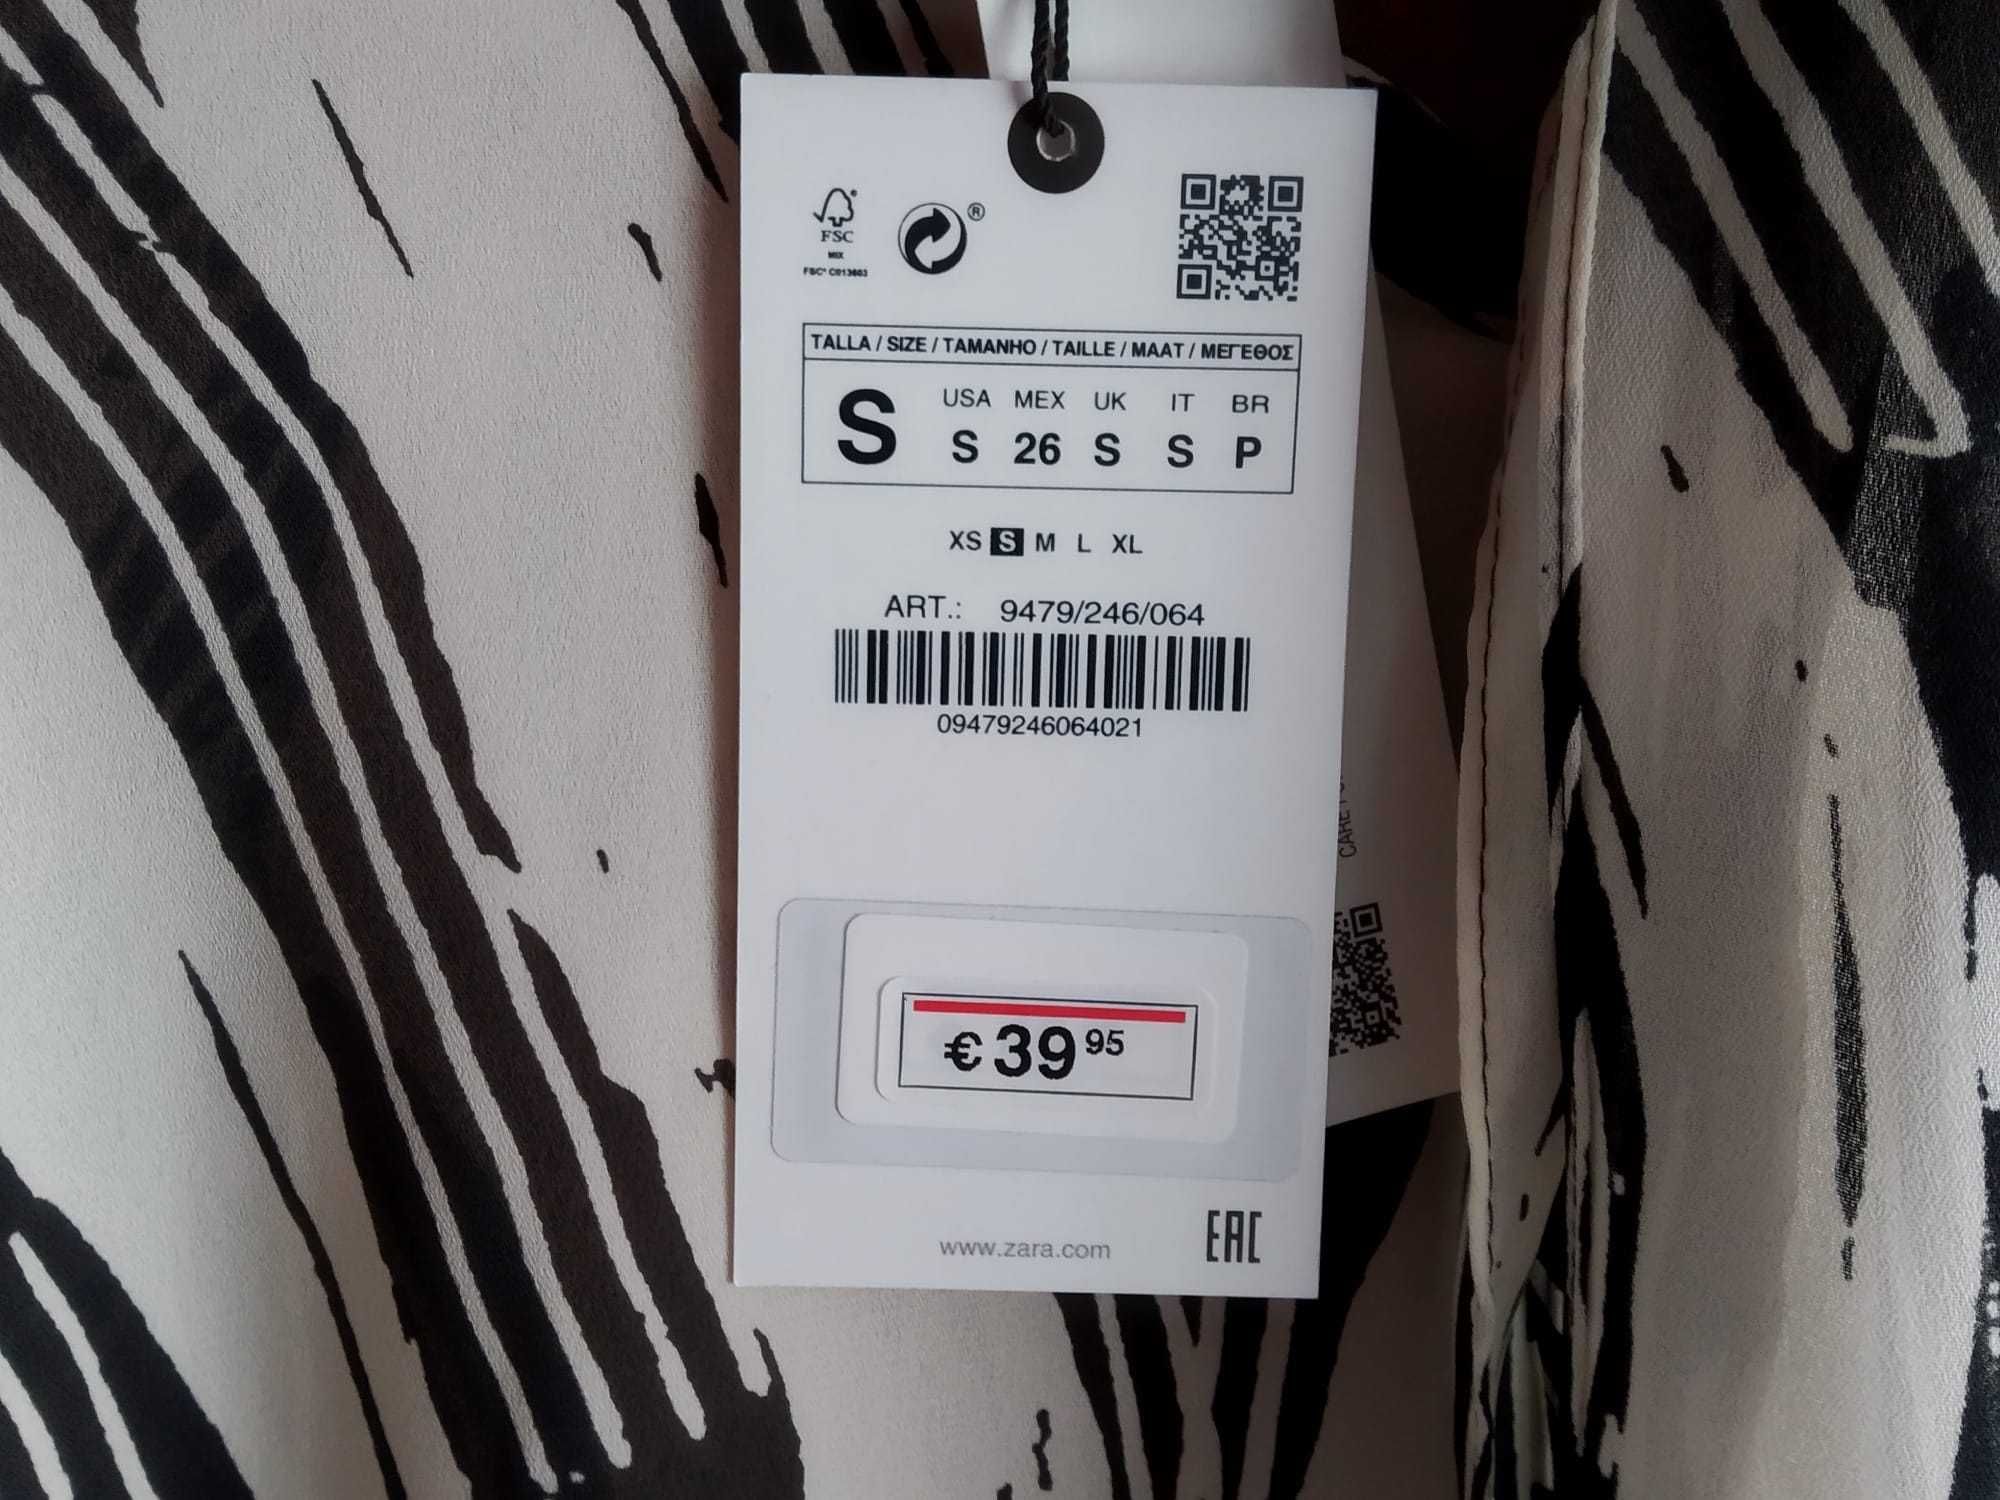 FSC
MIX
FSC® C013603
®
TALLA / SIZE / TAMANHO / TAILLE / MAAT / ΜΕΓΕΘΟΣ
S
USA MEX UK IT BR
S 26 S S P
XS S M L XL
ART.: 9479/246/064
09479246064021
€ 39 95
www.zara.com
EAC
CARE